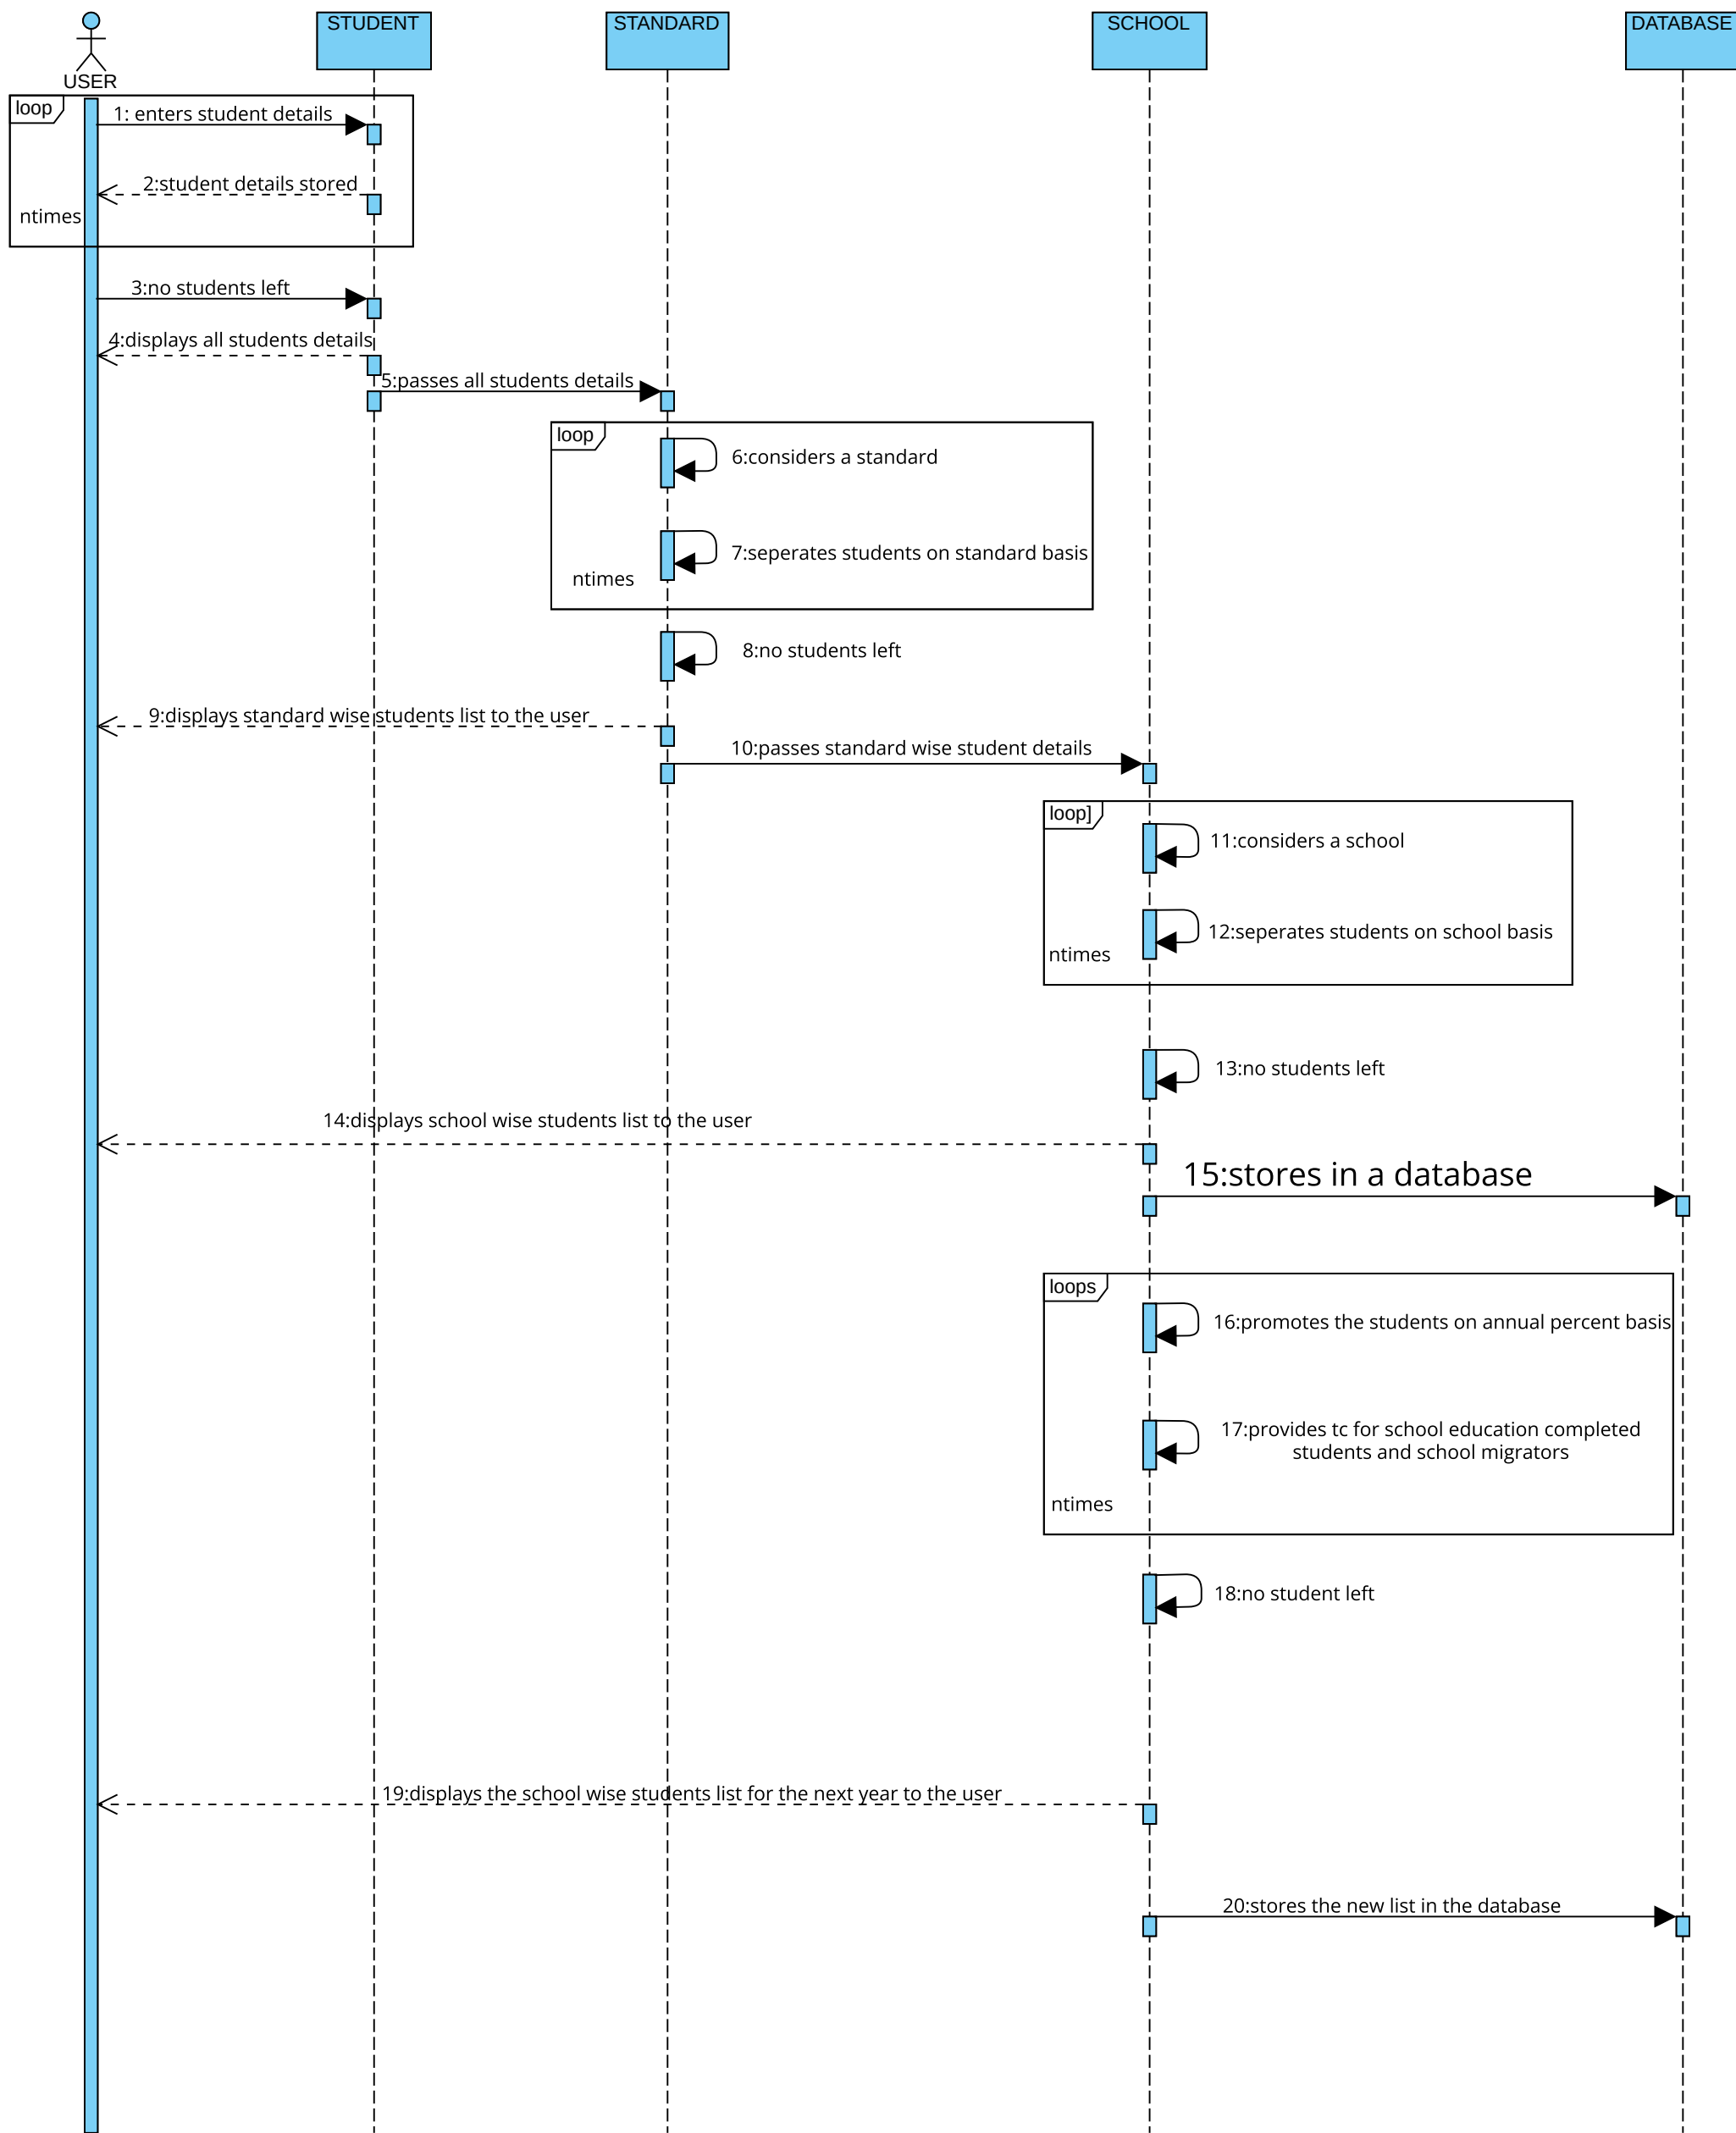 STUDENT
STANDARD
SCHOOL
DATABASE
USER
loop
1: enters student details
2:student details stored
ntimes
3:no students left
4:displays all students details
5:passes all students details
loop
6:considers a standard
7:seperates students on standard basis
ntimes
8:no students left
9:displays standard wise students list to the user
10:passes standard wise student details
loop]
11:considers a school
12:seperates students on school basis
ntimes
13:no students left
14:displays school wise students list to the user
15:stores in a database
loops
16:promotes the students on annual percent basis
17:provides tc for school education completed
students and school migrators
ntimes
18:no student left
19:displays the school wise students list for the next year to the user
20:stores the new list in the database